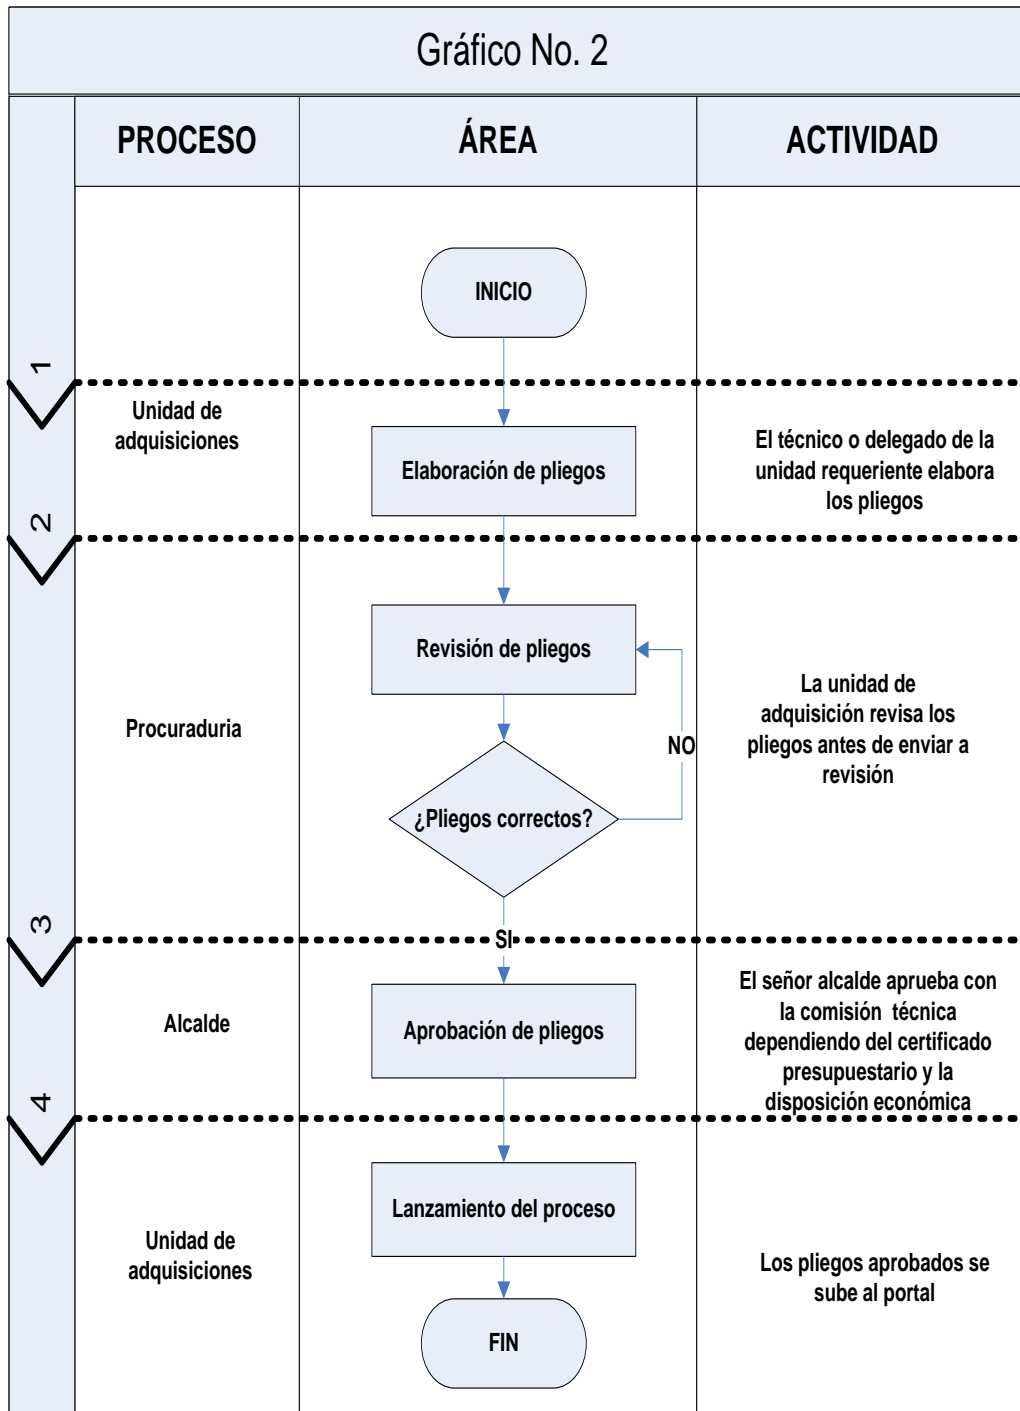 Gráfico No. 2
PROCESO
ÁREA
ACTIVIDAD
INICIO
1
Unidad de
adquisiciones
Elaboración de pliegos
El técnico o delegado de la
unidad requeriente elabora
los pliegos
2
Revisión de pliegos
Procuraduria
La unidad de
adquisición revisa los
pliegos antes de enviar a
revisión
NO
¿Pliegos correctos?
3
SI
Alcalde
Aprobación de pliegos
El señor alcalde aprueba con
la comisión técnica
dependiendo del certificado
presupuestario y la
disposición económica
4
Lanzamiento del proceso
Unidad de
adquisiciones
Los pliegos aprobados se
sube al portal
FIN